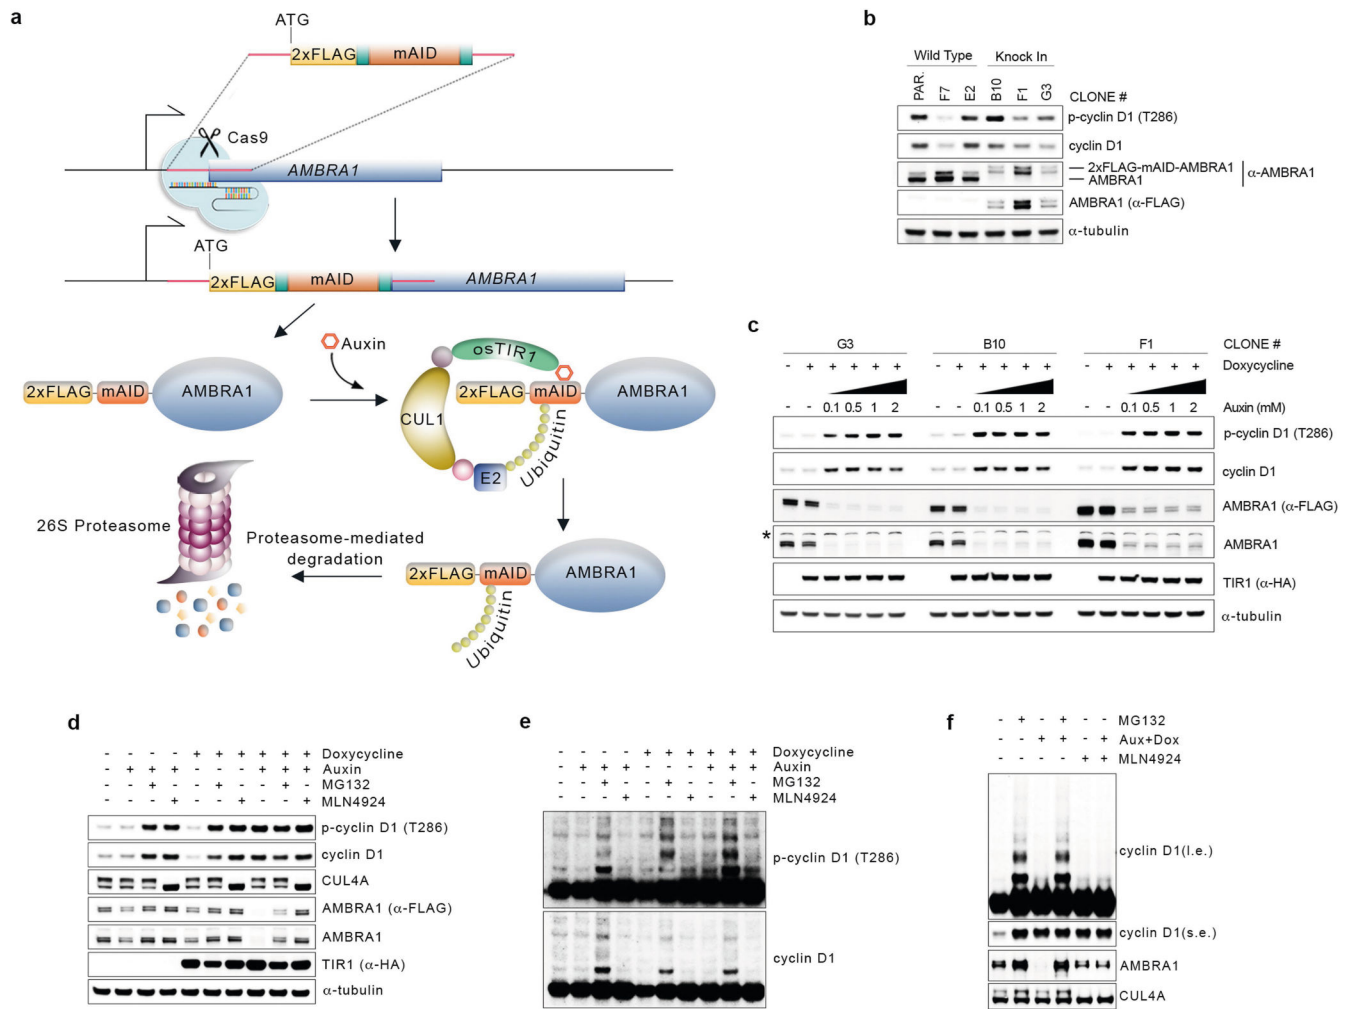 a
ATG
2xFLAG mAID
Cas9
AMBRA1
ATG
2xFLAG mAID AMBRA1
Auxin
osTIR1
2xFLAG mAID AMBRA1
2xFLAG mAID AMBRA1
CUL1
Ubiquitin
E2
26S Proteasome
Proteasome-mediated
degradation
2xFLAG mAID AMBRA1
Ubiquitin
b
Wild Type Knock In
PAR. F7 E2 B10 F1 G3 CLONE #
p-cyclin D1 (T286)
cyclin D1
2xFLAG-mAID-AMBRA1
AMBRA1
α-AMBRA1
AMBRA1 (α-FLAG)
α-tubulin
c
G3 B10 F1 CLONE #
- + + + + + - + + + + + - + + + + + Doxycycline
- - 0.1 0.5 1 2 - - 0.1 0.5 1 2 - - 0.1 0.5 1 2 Auxin (mM)
p-cyclin D1 (T286)
cyclin D1
AMBRA1 (α-FLAG)
* AMBRA1
TIR1 (α-HA)
α-tubulin
d
- - - - + + + + + + Doxycycline
- + + + - - - + + + Auxin
- - + - - + - - + - MG132
- - - + - - + - - + MLN4924
p-cyclin D1 (T286)
cyclin D1
CUL4A
AMBRA1 (α-FLAG)
AMBRA1
TIR1 (α-HA)
α-tubulin
e
- - - - + + + + + + Doxycycline
- + + + - - - + + + Auxin
- - + - - + - - + - MG132
- - - + - - + - - + MLN4924
p-cyclin D1 (T286)
cyclin D1
f
- + - + - - MG132
- - + + - + Aux+Dox
- - - - + + MLN4924
cyclin D1(l.e.)
cyclin D1(s.e.)
AMBRA1
CUL4A